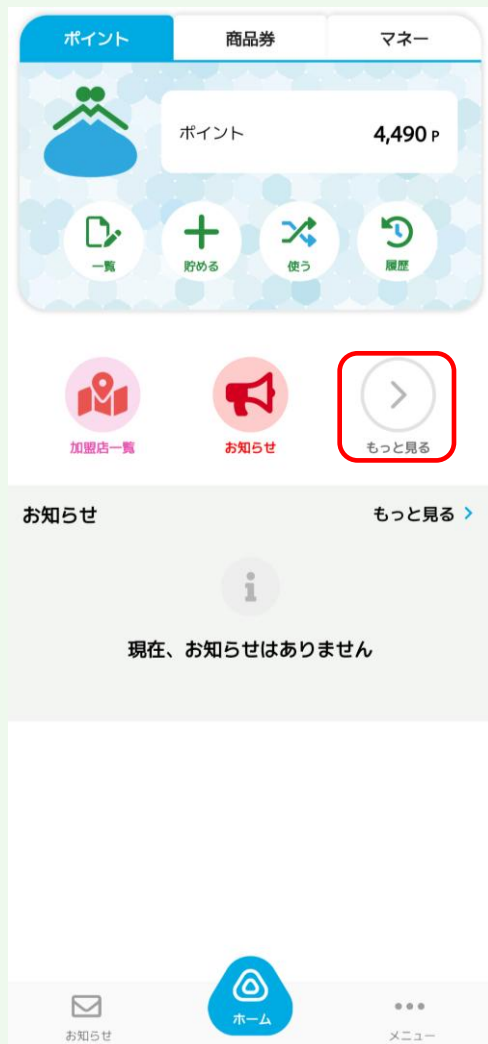 ポイント 商品券 マネー
ポイント 4,490 P
一覧 貯める 使う 履歴
加盟店一覧 お知らせ もっと見る
お知らせ もっと見る
現在、お知らせはありません
お知らせ ホーム メニュー